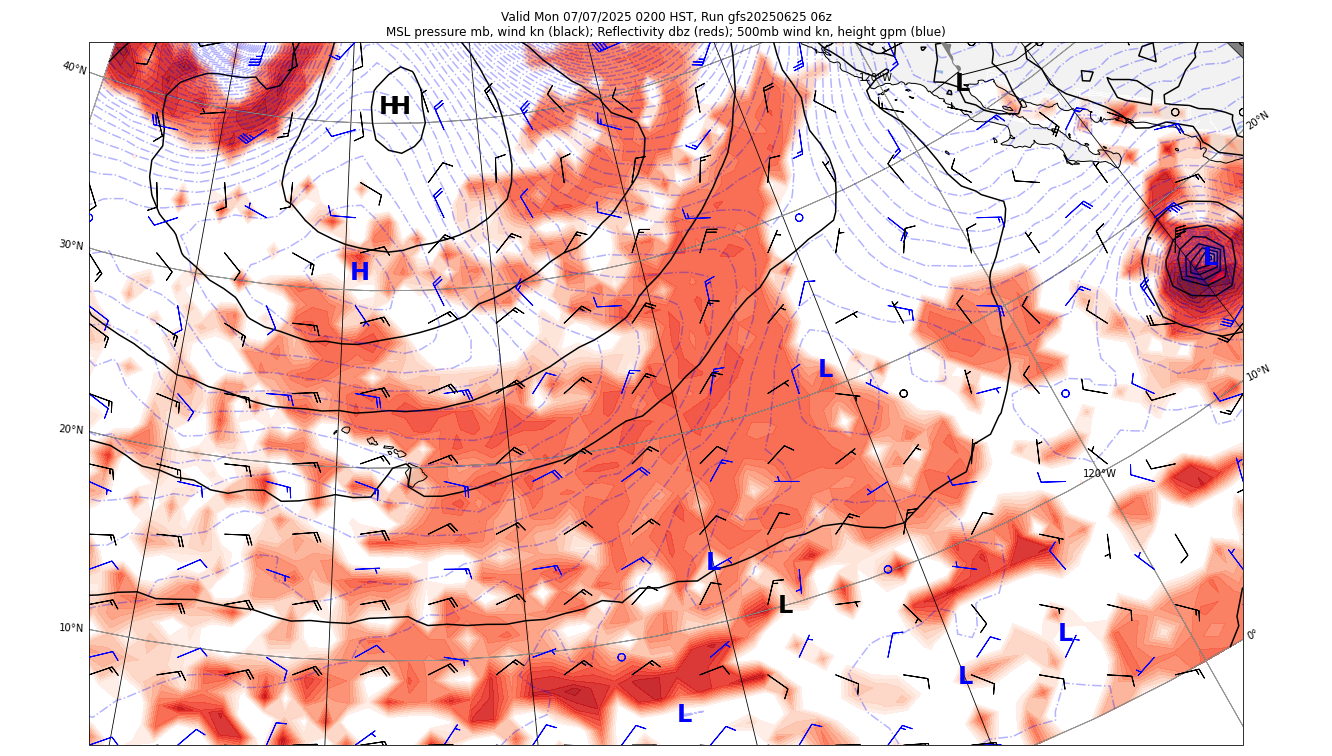 Valid Mon 07/07/2025 0200 HST, Run gfs20250625 06z
MSL pressure mb, wind kn (black); Reflectivity dbz (reds); 500mb wind kn, height gpm (blue)
40°N
120°W
L
HH
20°N
30°N
L
H
L
10°N
20°N
120°W
L
L
10°N
L
0°
L
L